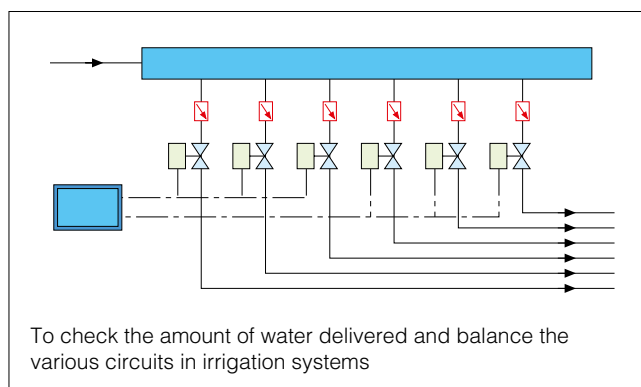 To check the amount of water delivered and balance the
various circuits in irrigation systems